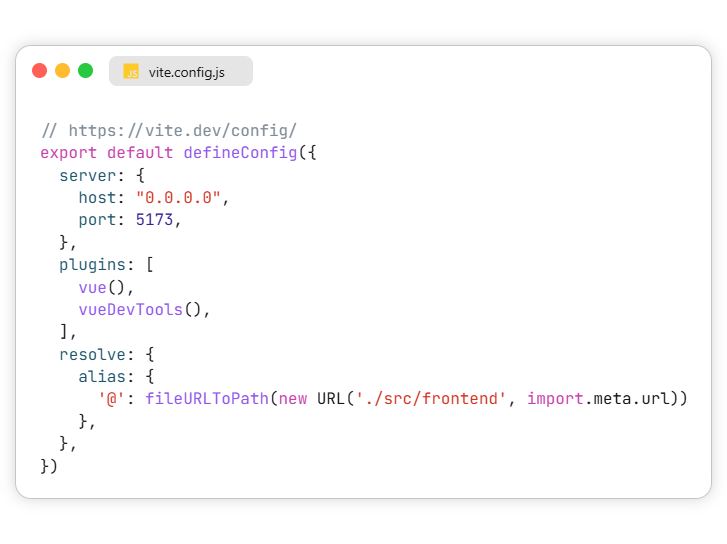 JS vite.config.js
// https://vite.dev/config/
export default defineConfig({
  server: {
    host: "0.0.0.0",
    port: 5173,
  },
  plugins: [
    vue(),
    vueDevTools(),
  ],
  resolve: {
    alias: {
      '@': fileURLToPath(new URL('./src/frontend', import.meta.url))
    },
  },
})